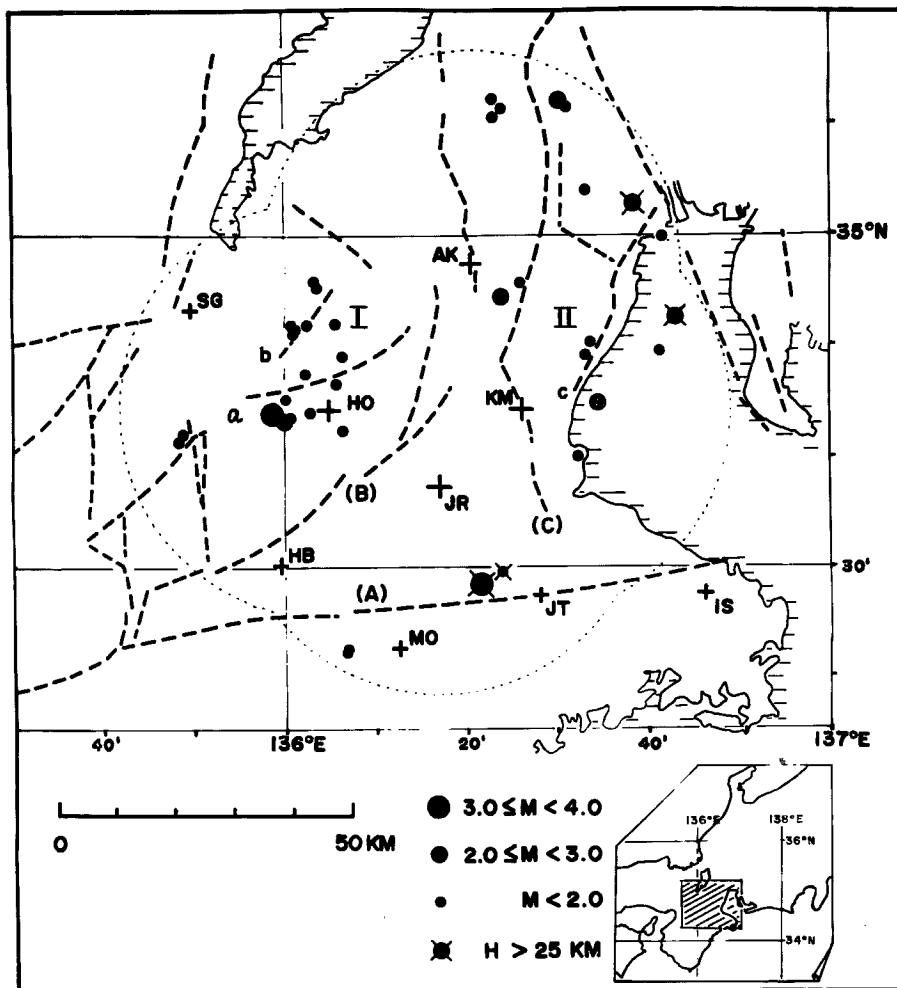 35°N
AK
SG
I
II
b
c
a
HO
KM
(B)
JR
(C)
HB
30'
(A)
JT
IS
MO
40'
136°E
20'
40'
137°E
0
50 KM
3.0 ≤ M < 4.0
2.0 ≤ M < 3.0
M < 2.0
H > 25 KM
136°E
138°E
36°N
34°N